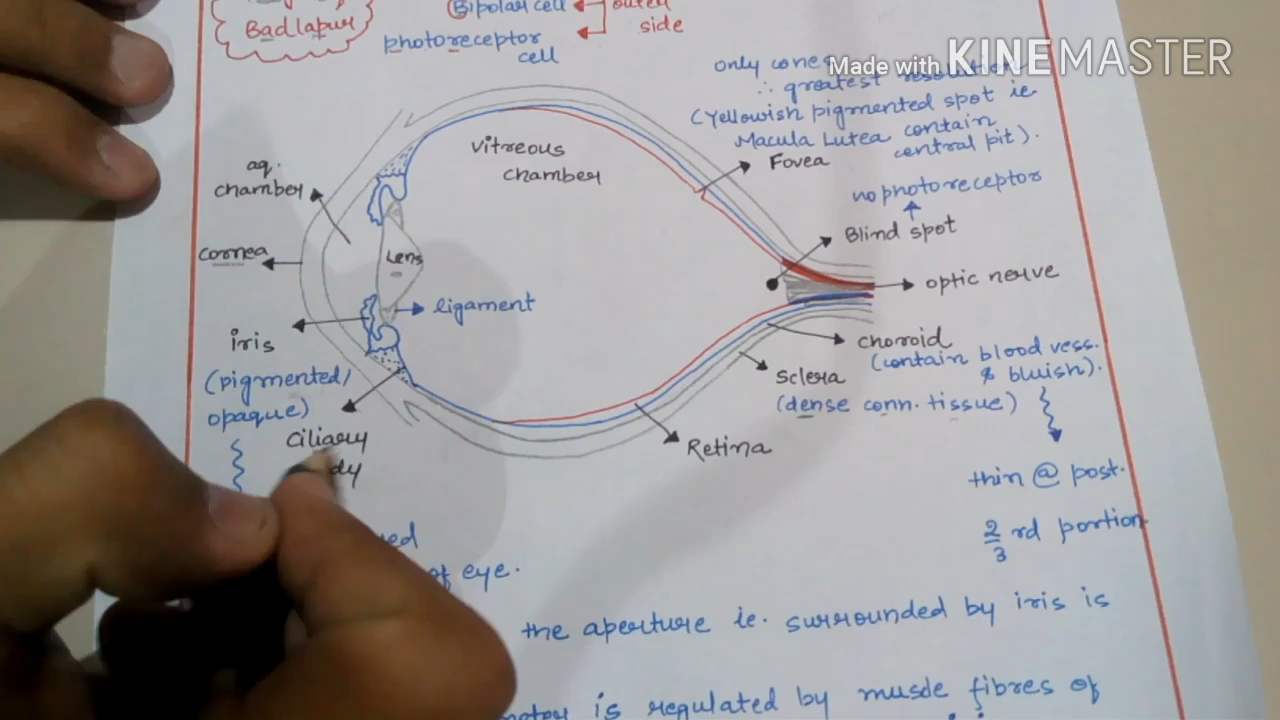 Badlapur
Bipolar cell
outer
side
photoreceptor
cell
Made with KINEMASTER
only cones
∴ greatest resolution
(Yellowish pigmented spot ie.
Macula Lutea contain
central pit).
Fovea
no photoreceptor
Blind spot
optic nerve
choroid
(contain blood vess.
& bluish).
Sclera
(dense conn. tissue)
thin @ post.
2/3 rd portion
Retina
vitreous
chamber
aq.
chamber
cornea
Lens
ligament
iris
(pigmented/
opaque)
ciliary
of eye.
the aperture ie. surrounded by iris is
is regulated by muscle fibres of